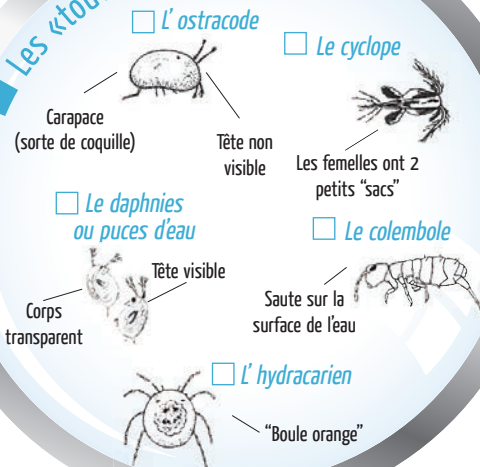 Les «tou
L' ostracode
Le cyclope
Carapace
(sorte de coquille)
Tête non
visible
Les femelles ont 2
petits "sacs"
Le daphnies
ou puces d'eau
Tête visible
Corps
transparent
Le colembole
Saute sur la
surface de l'eau
L' hydracarien
"Boule orange"